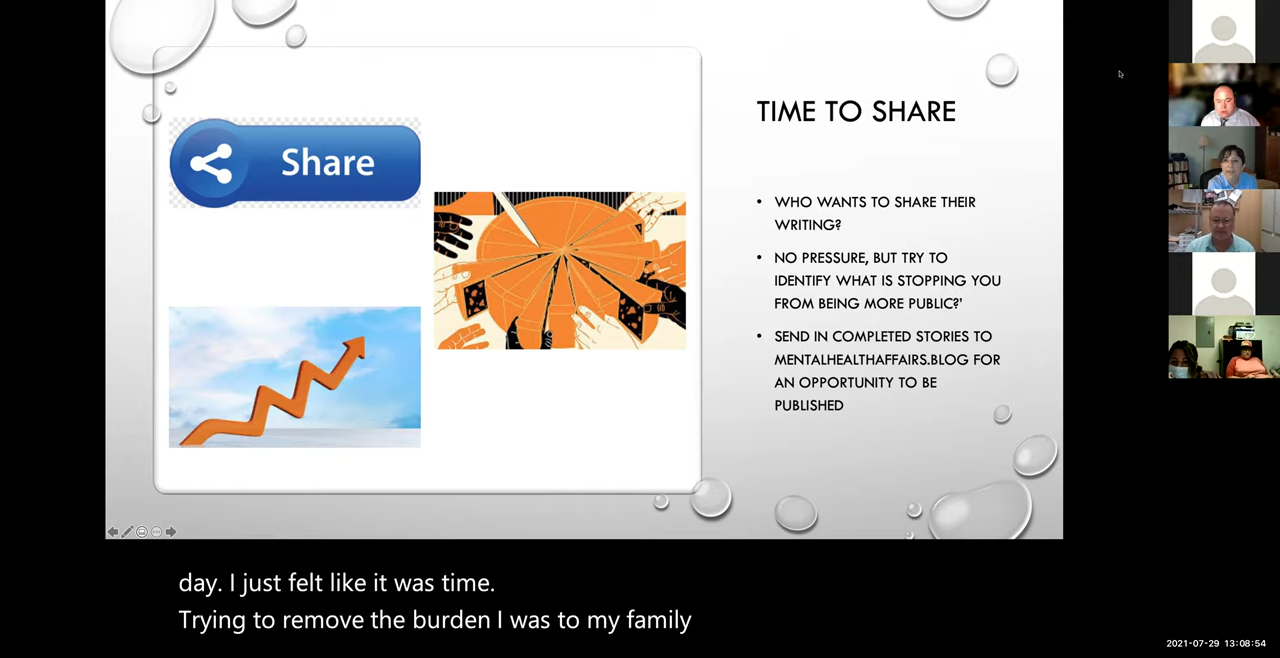 Share
TIME TO SHARE
• WHO WANTS TO SHARE THEIR
WRITING?
• NO PRESSURE, BUT TRY TO
IDENTIFY WHAT IS STOPPING YOU
FROM BEING MORE PUBLIC?'
• SEND IN COMPLETED STORIES TO
MENTALHEALTHAFFAIRS.BLOG FOR
AN OPPORTUNITY TO BE
PUBLISHED
day. I just felt like it was time.
Trying to remove the burden I was to my family
2021-07-29 13:08:54